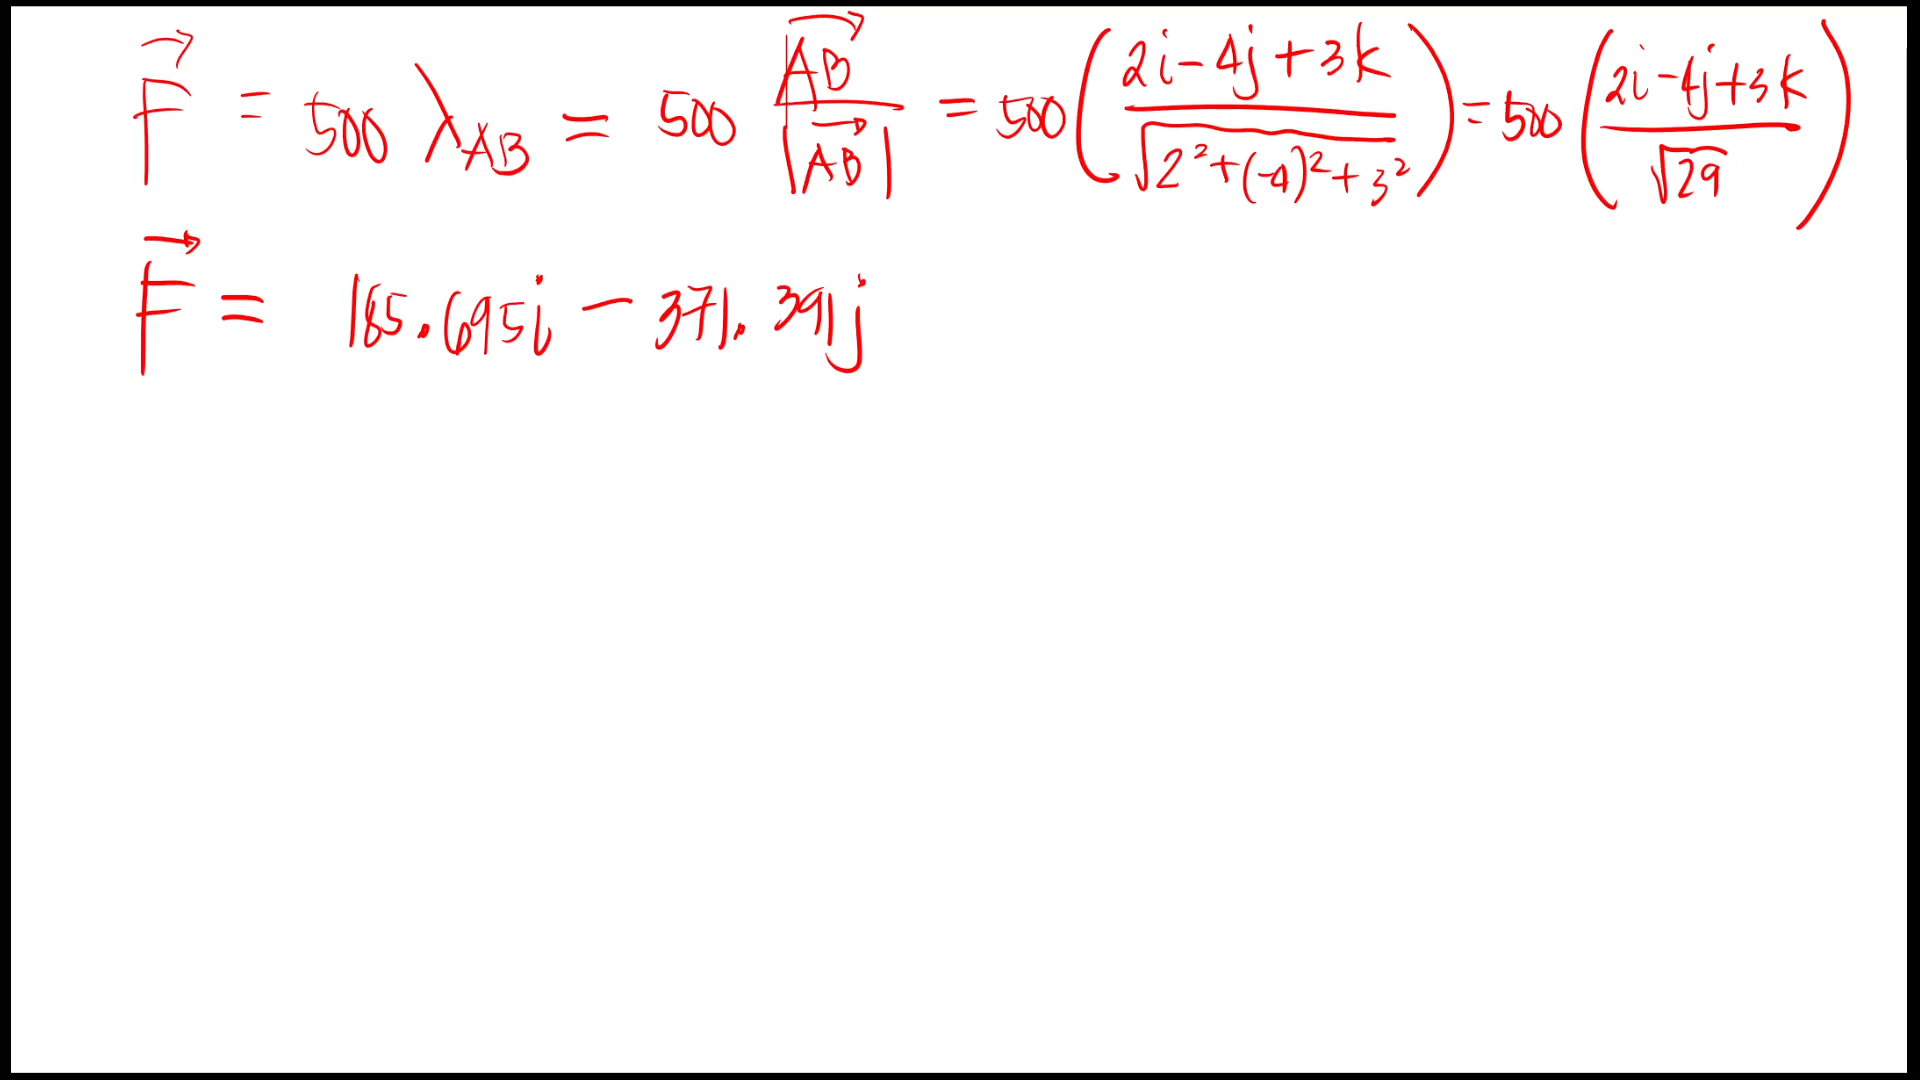 F⃗ = 500 λ_AB = 500 AB⃗/|AB⃗| = 500 ((2i-4j+3k)/√(2²+(-4)²+3²)) = 500 ((2i-4j+3k)/√29)
F⃗ = 185.695i - 371.391j